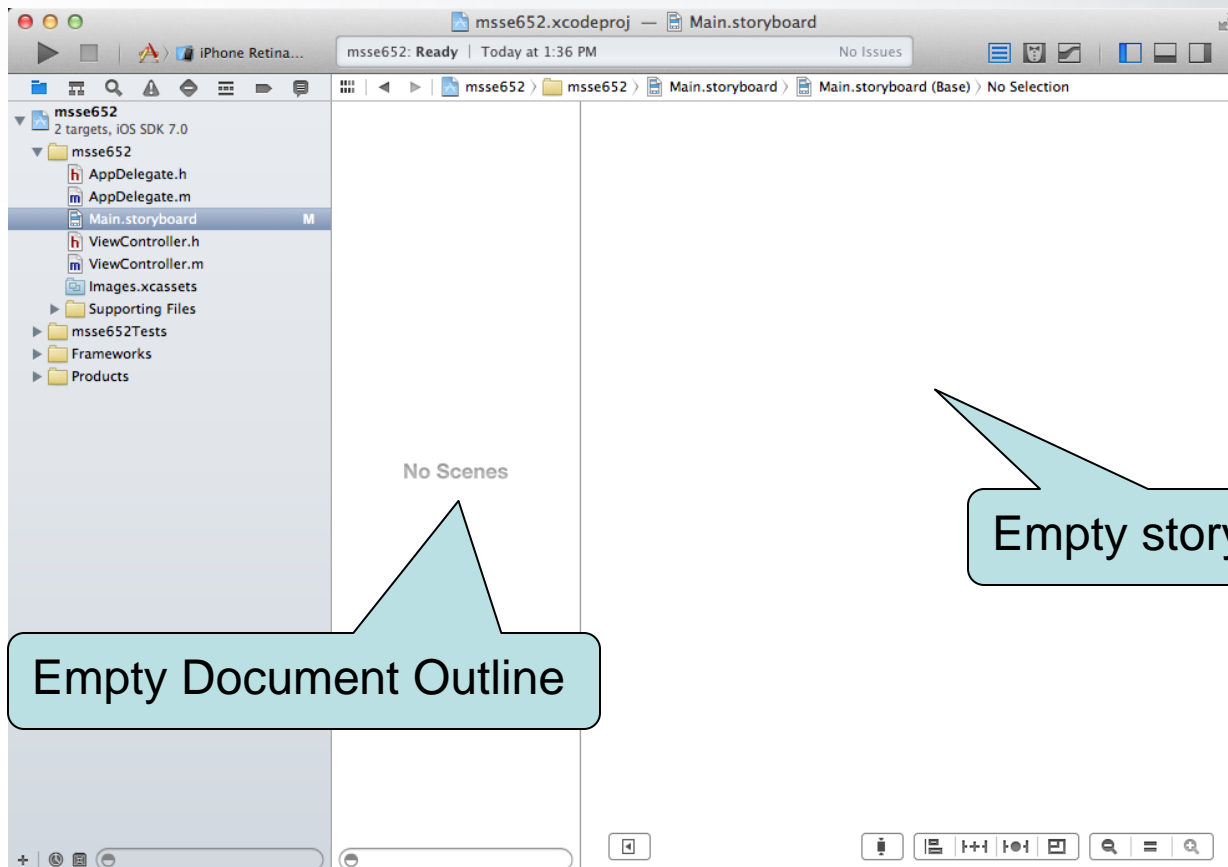 msse652.xcodeproj — Main.storyboard
iPhone Retina...
msse652: Ready | Today at 1:36 PM
No Issues
msse652 〉 msse652 〉 Main.storyboard 〉 Main.storyboard (Base) 〉 No Selection
msse652
2 targets, iOS SDK 7.0
msse652
h AppDelegate.h
m AppDelegate.m
Main.storyboard M
h ViewController.h
m ViewController.m
Images.xcassets
Supporting Files
msse652Tests
Frameworks
Products
No Scenes
Empty Document Outline
Empty